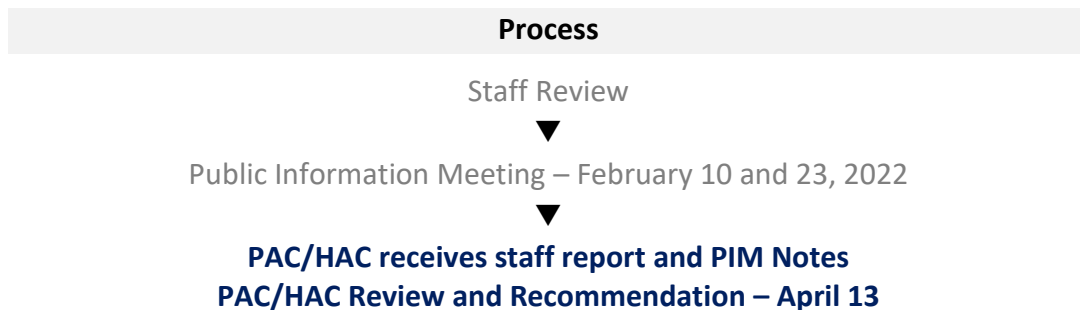 Process
Staff Review
▼
Public Information Meeting – February 10 and 23, 2022
▼
PAC/HAC receives staff report and PIM Notes
PAC/HAC Review and Recommendation – April 13